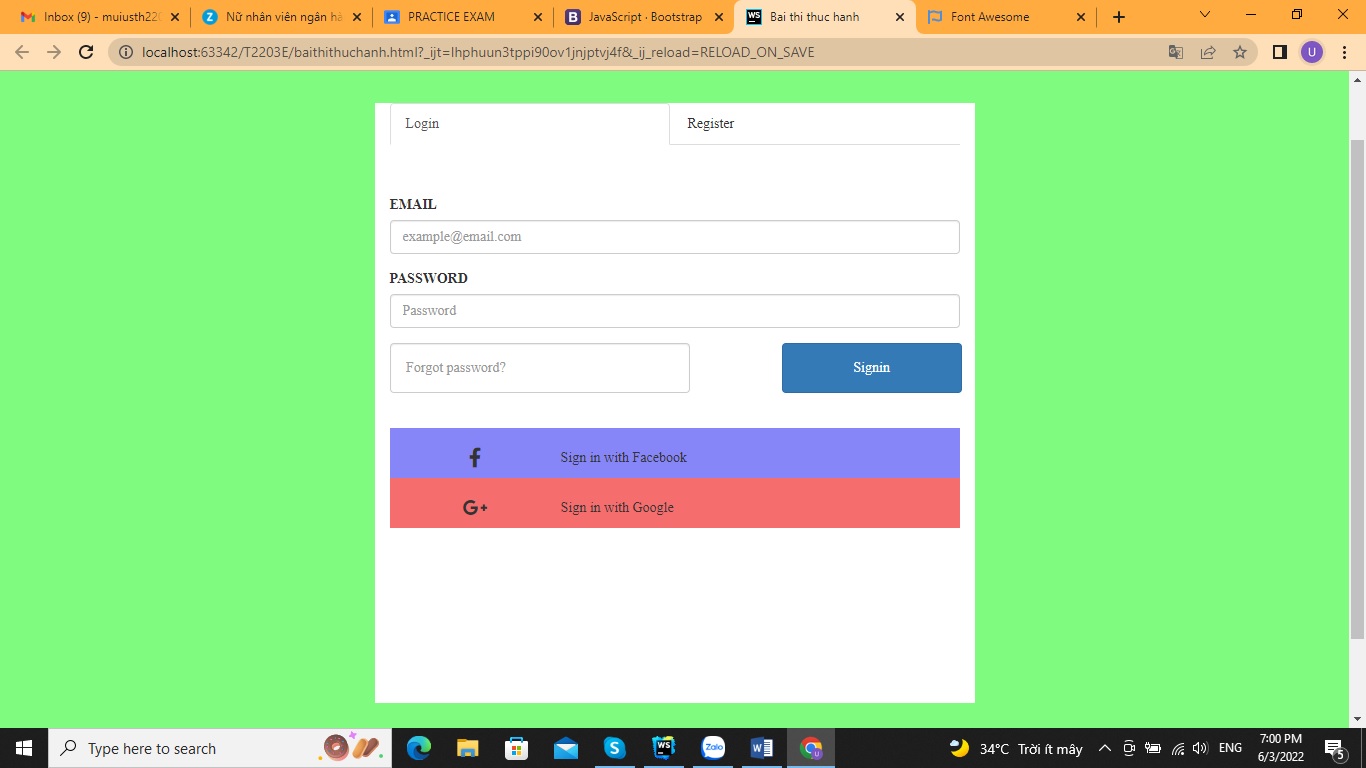 Inbox (9) - muiusth220
Nữ nhân viên ngân hà
PRACTICE EXAM
JavaScript · Bootstrap
WS Bai thi thuc hanh
Font Awesome
localhost:63342/T2203E/baithithuchanh.html?_ijt=lhphuun3tppi90ov1jnjptvj4f&_ij_reload=RELOAD_ON_SAVE
U
Login
Register
EMAIL
example@email.com
PASSWORD
Password
Forgot password?
Signin
Sign in with Facebook
G+ Sign in with Google
Type here to search
34°C Trời ít mây
ENG
7:00 PM
6/3/2022
5